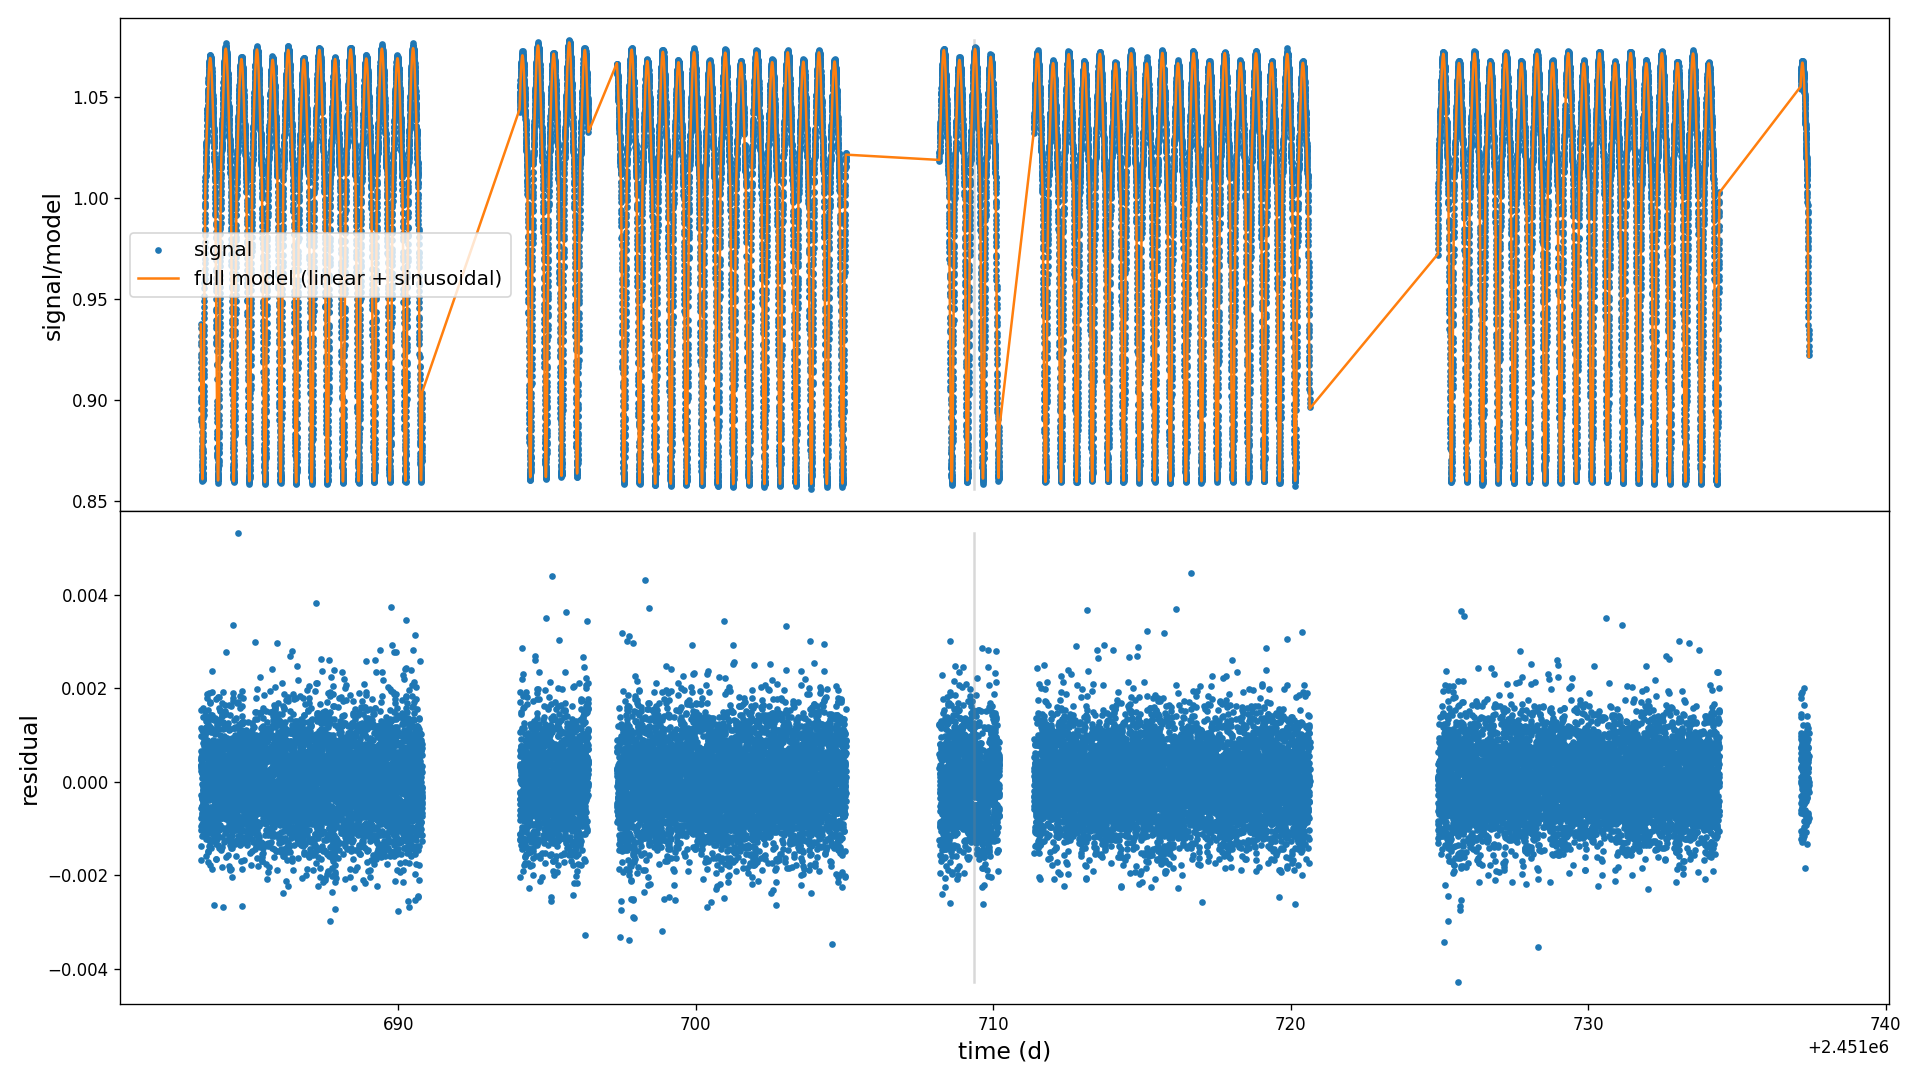 1.05
1.00
0.95
0.90
0.85
signal/model
signal
full model (linear + sinusoidal)
0.004
0.002
0.000
−0.002
−0.004
residual
690
700
710
720
730
740
time (d)
+2.451e6